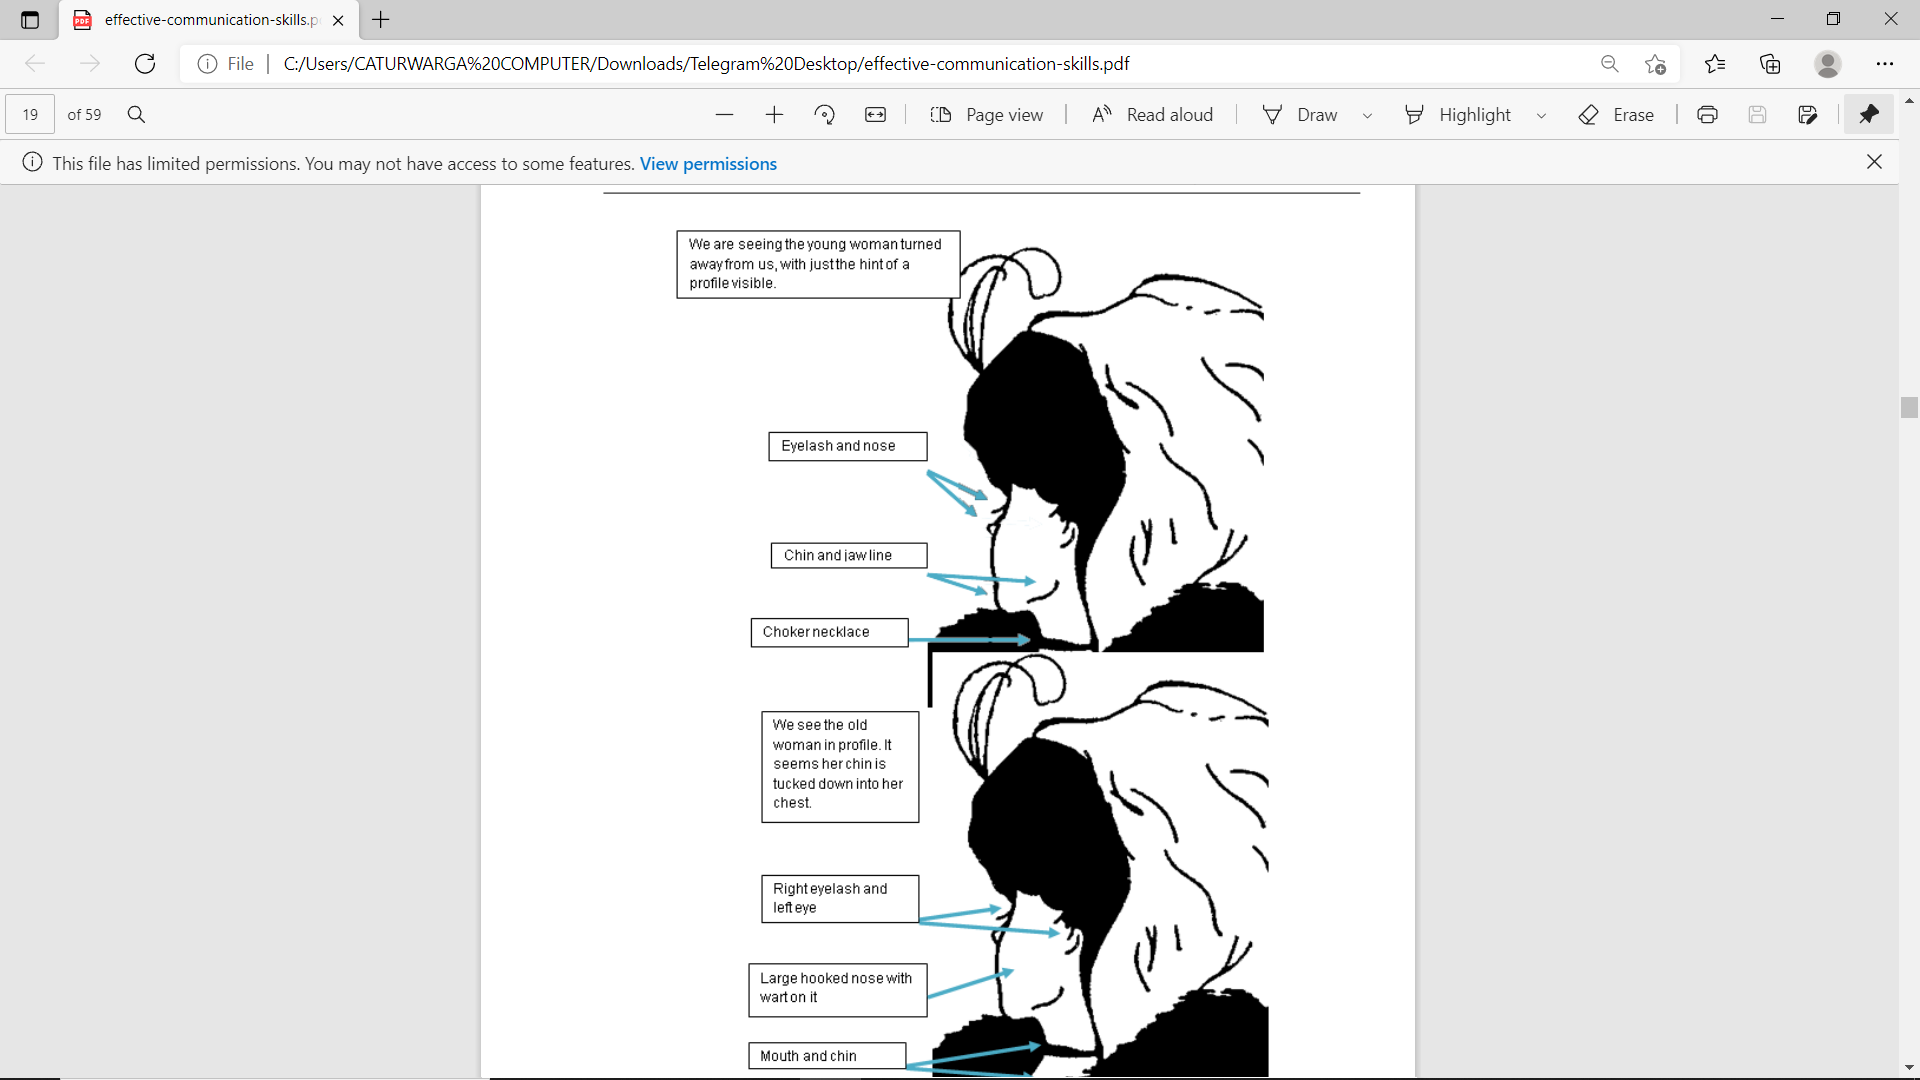 effective-communication-skills.p
File
C:/Users/CATURWARGA%20COMPUTER/Downloads/Telegram%20Desktop/effective-communication-skills.pdf
19 of 59
Page view
Read aloud
Draw
Highlight
Erase
This file has limited permissions. You may not have access to some features. View permissions
We are seeing the young woman turned
away from us, with just the hint of a
profile visible.
Eyelash and nose
Chin and jaw line
Choker necklace
We see the old
woman in profile. It
seems her chin is
tucked down into her
chest.
Right eyelash and
left eye
Large hooked nose with
wart on it
Mouth and chin